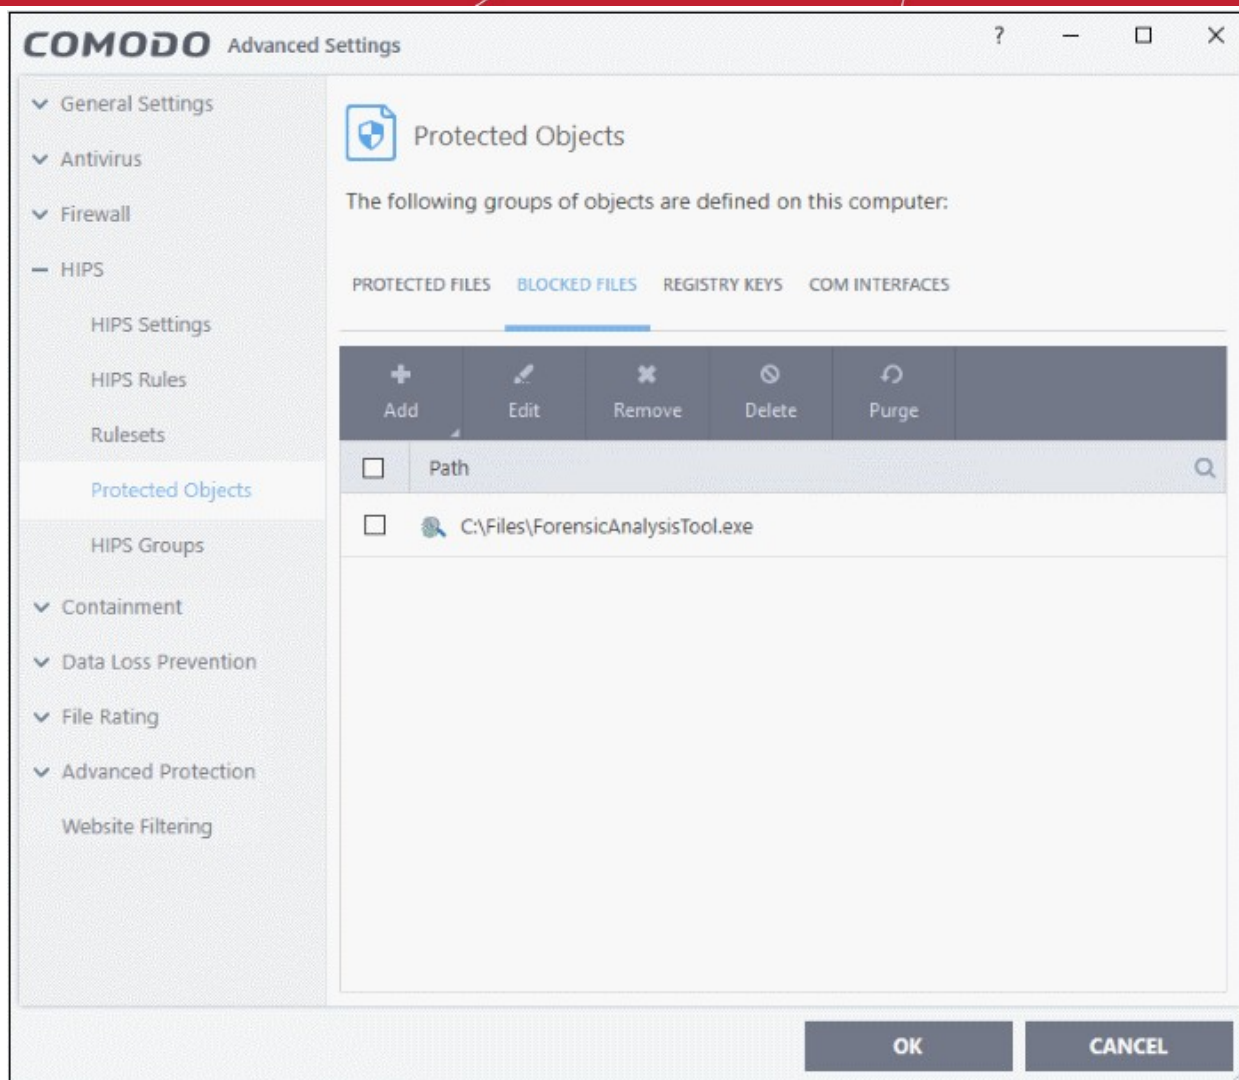 COMODO Advanced Settings
?
General Settings
Antivirus
Firewall
HIPS
HIPS Settings
HIPS Rules
Rulesets
Protected Objects
HIPS Groups
Containment
Data Loss Prevention
File Rating
Advanced Protection
Website Filtering
Protected Objects
The following groups of objects are defined on this computer:
PROTECTED FILES BLOCKED FILES REGISTRY KEYS COM INTERFACES
Add Edit Remove Delete Purge
Path
C:\Files\ForensicAnalysisTool.exe
OK CANCEL